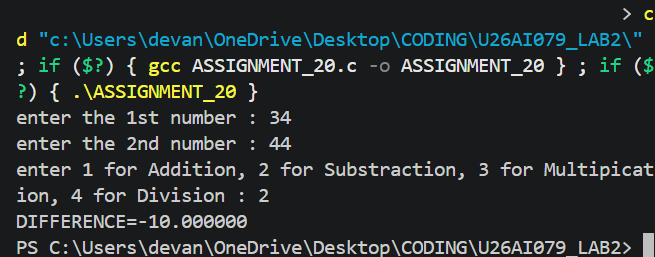 > c
d "c:\Users\devan\OneDrive\Desktop\CODING\U26AI079_LAB2\"
; if ($?) { gcc ASSIGNMENT_20.c -o ASSIGNMENT_20 } ; if ($
?) { .\ASSIGNMENT_20 }
enter the 1st number : 34
enter the 2nd number : 44
enter 1 for Addition, 2 for Substraction, 3 for Multipicat
ion, 4 for Division : 2
DIFFERENCE=-10.000000
PS C:\Users\devan\OneDrive\Desktop\CODING\U26AI079_LAB2>